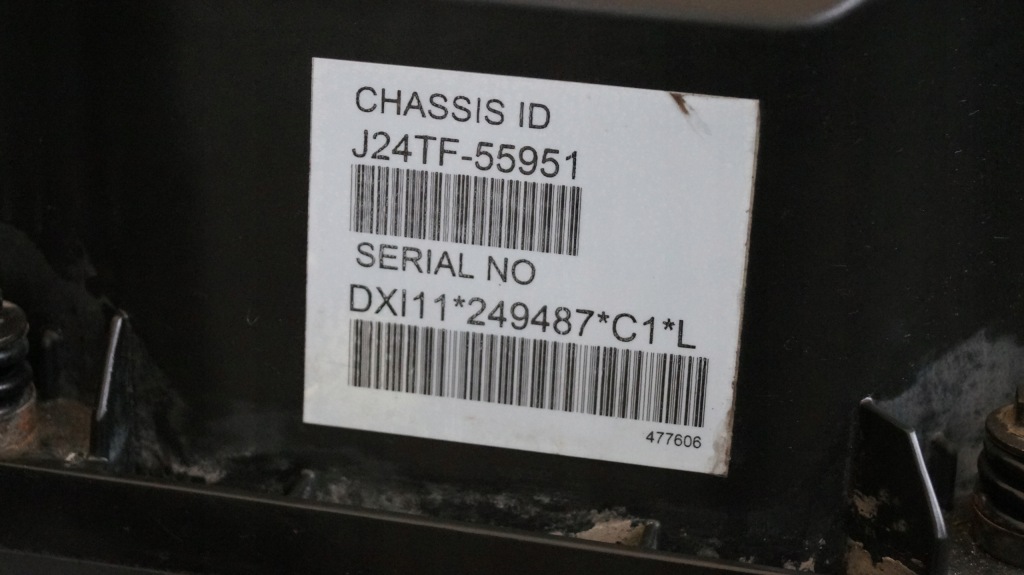 CHASSIS ID
J24TF-55951
SERIAL NO
DXI11*249487*C1*L
477606